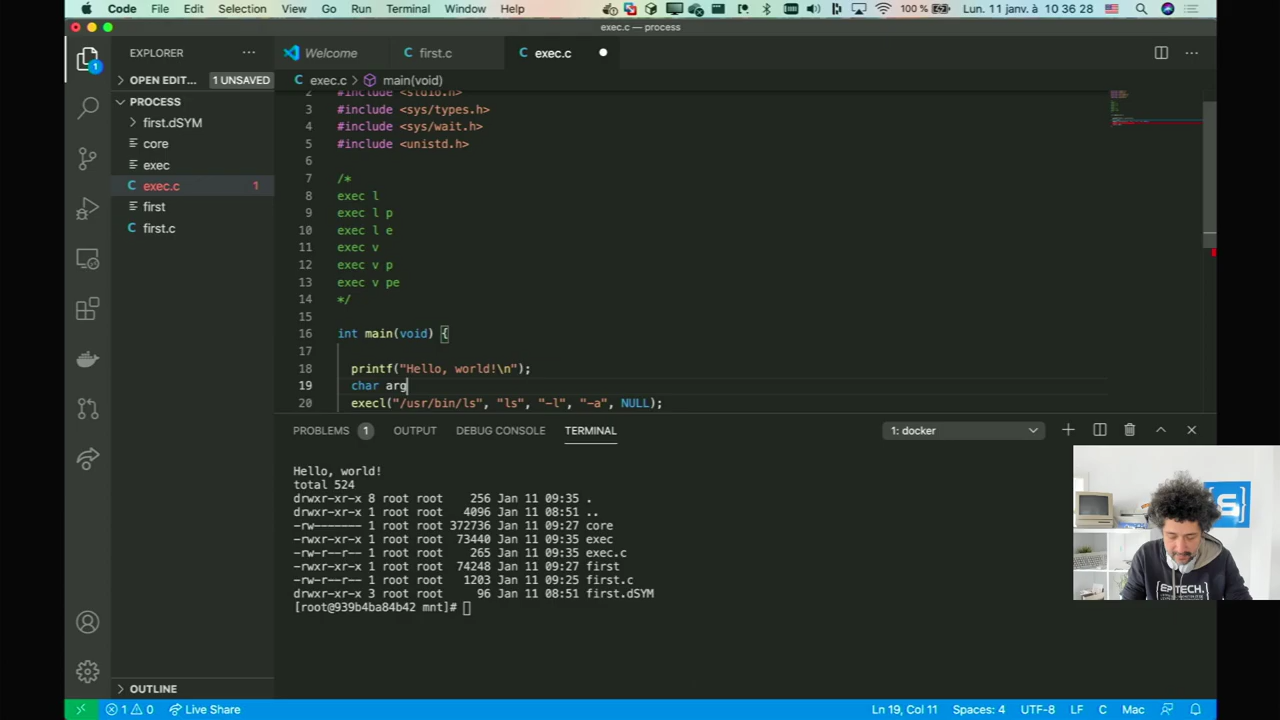 Code File Edit Selection View Go Run Terminal Window Help 100 % Lun. 11 janv. à 10 36 28
exec.c — process
EXPLORER ··· Welcome first.c exec.c
OPEN EDIT... 1 UNSAVED exec.c > main(void)
PROCESS
first.dSYM
core
exec
exec.c 1
first
first.c
OUTLINE
2 #include <stdio.h>
3 #include <sys/types.h>
4 #include <sys/wait.h>
5 #include <unistd.h>
6
7 /*
8 exec l
9 exec l p
10 exec l e
11 exec v
12 exec v p
13 exec v pe
14 */
15
16 int main(void) {
17
18 printf("Hello, world!\n");
19 char arg
20 execl("/usr/bin/ls", "ls", "-l", "-a", NULL);
PROBLEMS 1 OUTPUT DEBUG CONSOLE TERMINAL 1: docker
Hello, world!
total 524
drwxr-xr-x 8 root root 256 Jan 11 09:35 .
drwxr-xr-x 1 root root 4096 Jan 11 08:51 ..
-rw------- 1 root root 372736 Jan 11 09:27 core
-rwxr-xr-x 1 root root 73440 Jan 11 09:35 exec
-rw-r--r-- 1 root root 265 Jan 11 09:35 exec.c
-rwxr-xr-x 1 root root 74248 Jan 11 09:27 first
-rw-r--r-- 1 root root 1203 Jan 11 09:25 first.c
drwxr-xr-x 3 root root 96 Jan 11 08:51 first.dSYM
[root@939b4ba84b42 mnt]#
{EPITECH.
1 0 Live Share Ln 19, Col 11 Spaces: 4 UTF-8 LF C Mac